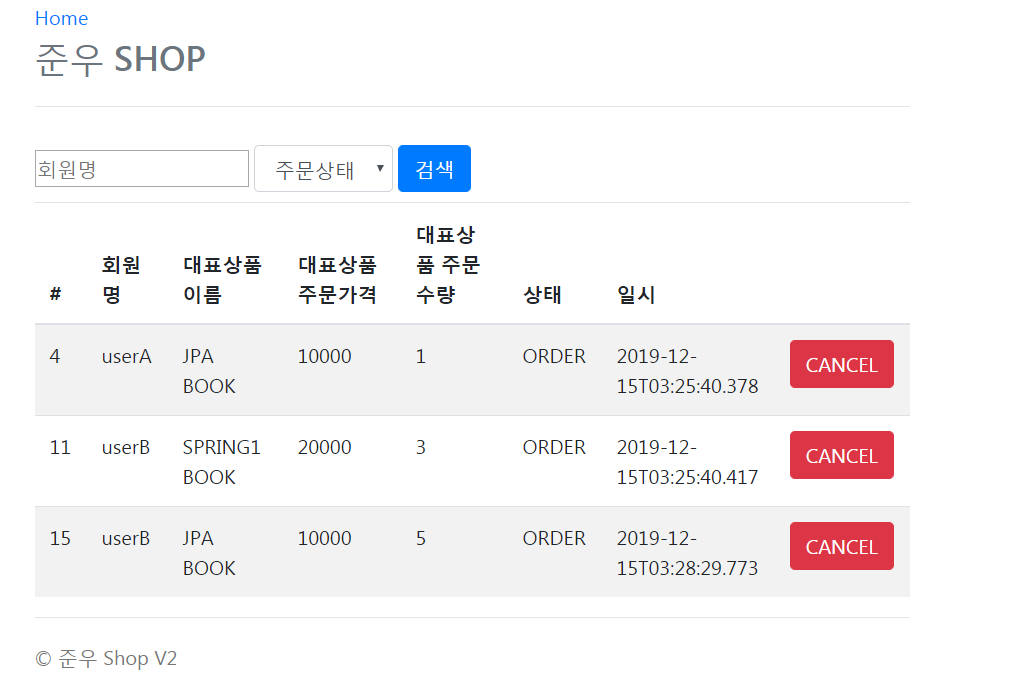 Home
준우 SHOP
회원명 주문상태 검색
# 회원명 대표상품 이름 대표상품 주문가격 대표상품 주문수량 상태 일시
4 userA JPA BOOK 10000 1 ORDER 2019-12-15T03:25:40.378 CANCEL
11 userB SPRING1 BOOK 20000 3 ORDER 2019-12-15T03:25:40.417 CANCEL
15 userB JPA BOOK 10000 5 ORDER 2019-12-15T03:28:29.773 CANCEL
© 준우 Shop V2